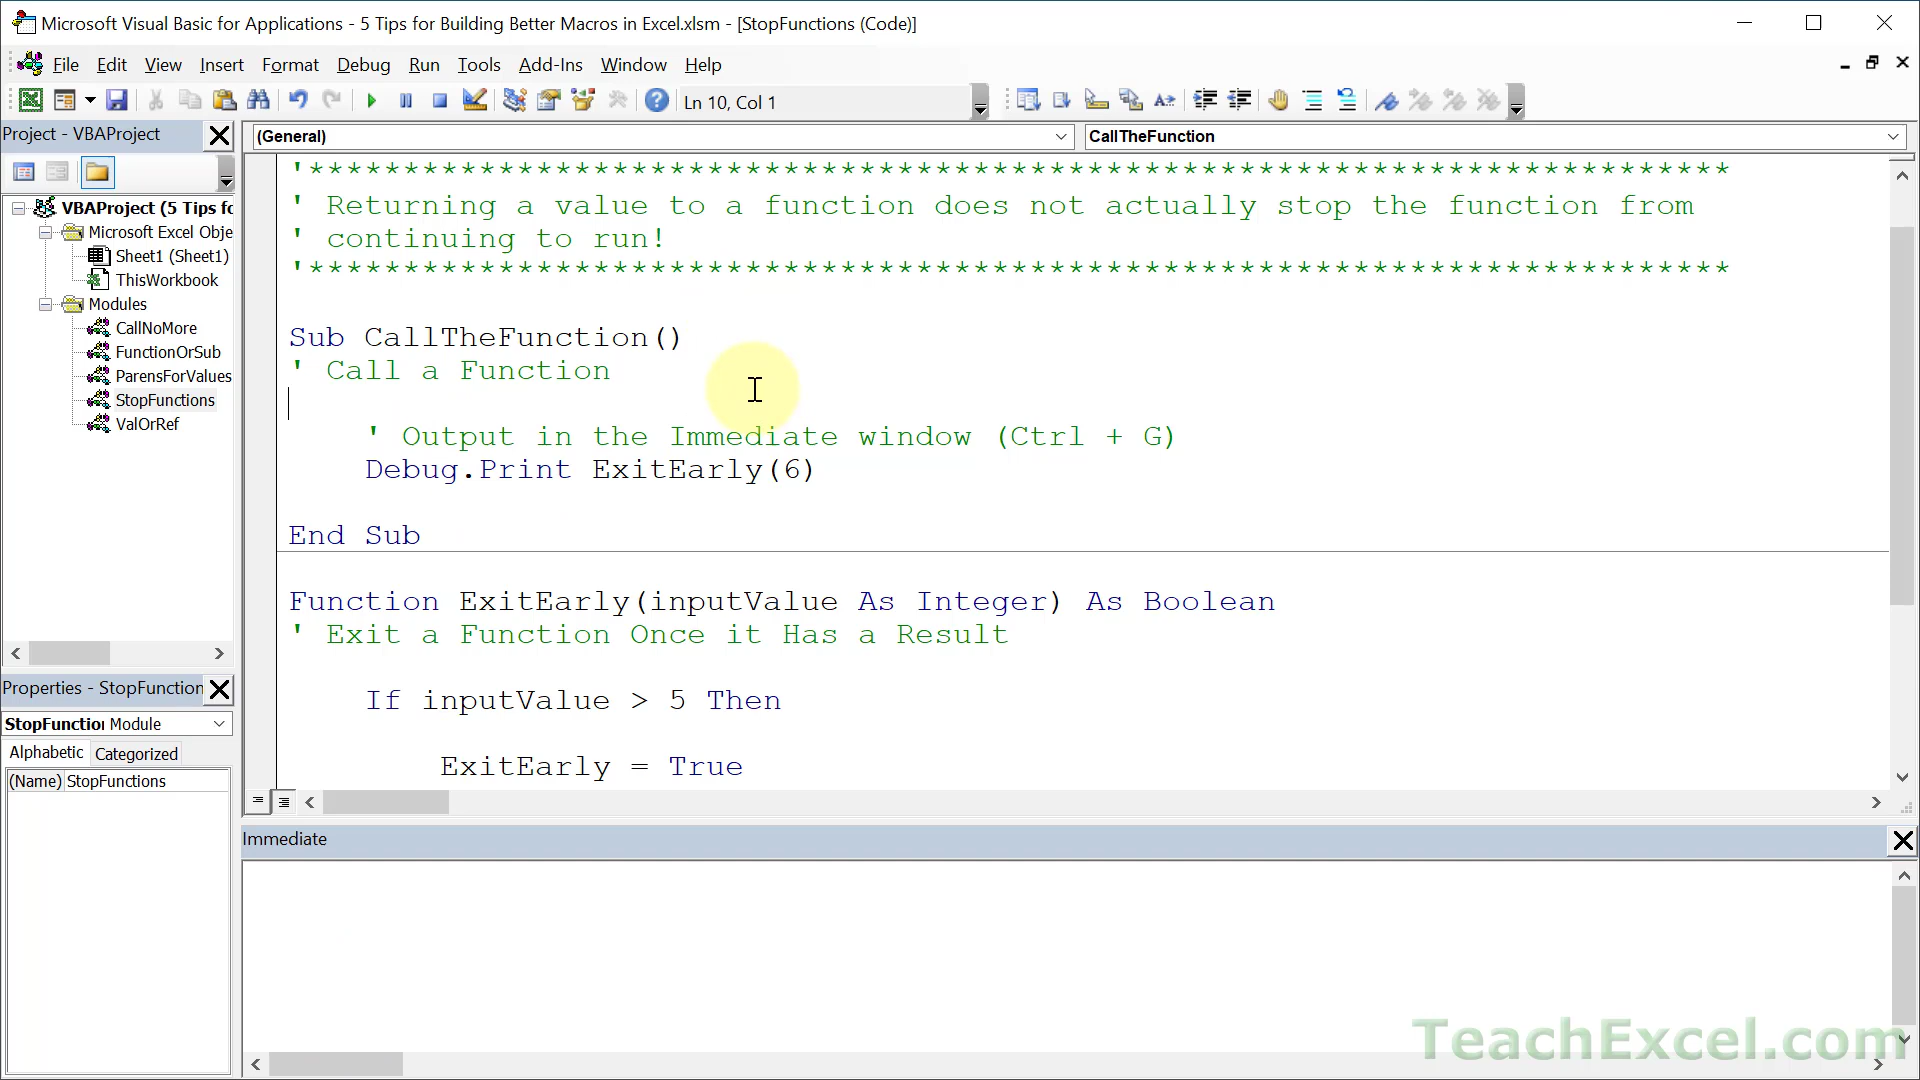 Microsoft Visual Basic for Applications - 5 Tips for Building Better Macros in Excel.xlsm - [StopFunctions (Code)]
File Edit View Insert Format Debug Run Tools Add-Ins Window Help
Ln 10, Col 1
Project - VBAProject
(General)
CallTheFunction
VBAProject (5 Tips fo
Microsoft Excel Obje
Sheet1 (Sheet1)
ThisWorkbook
Modules
CallNoMore
FunctionOrSub
ParensForValues
StopFunctions
ValOrRef
Properties - StopFunction
StopFunction Module
Alphabetic Categorized
(Name) StopFunctions
'***************************************************************************
' Returning a value to a function does not actually stop the function from
' continuing to run!
'***************************************************************************
Sub CallTheFunction()
' Call a Function
' Output in the Immediate window (Ctrl + G)
Debug.Print ExitEarly(6)
End Sub
Function ExitEarly(inputValue As Integer) As Boolean
' Exit a Function Once it Has a Result
If inputValue > 5 Then
ExitEarly = True
Immediate
TeachExcel.com